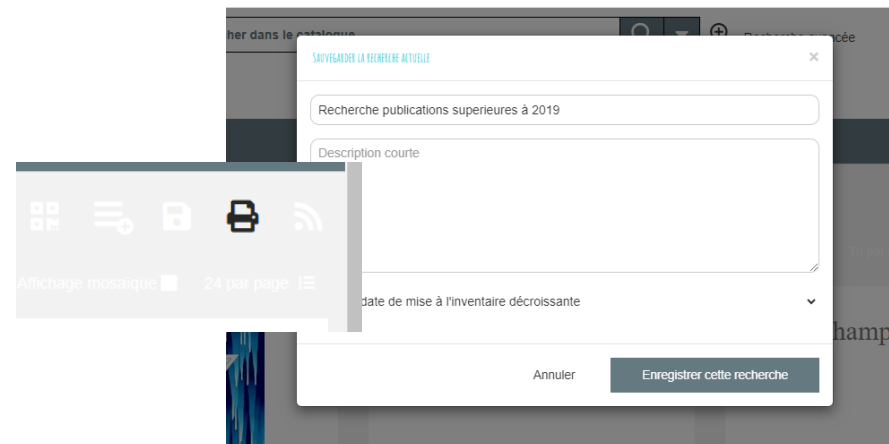 her dans le catalogue
Recherche avancée
Sauvegarder la recherche actuelle
×
Recherche publications superieures à 2019
Description courte
Affichage mosaïque
24 par page
date de mise à l'inventaire décroissante
hamp
Annuler
Enregistrer cette recherche